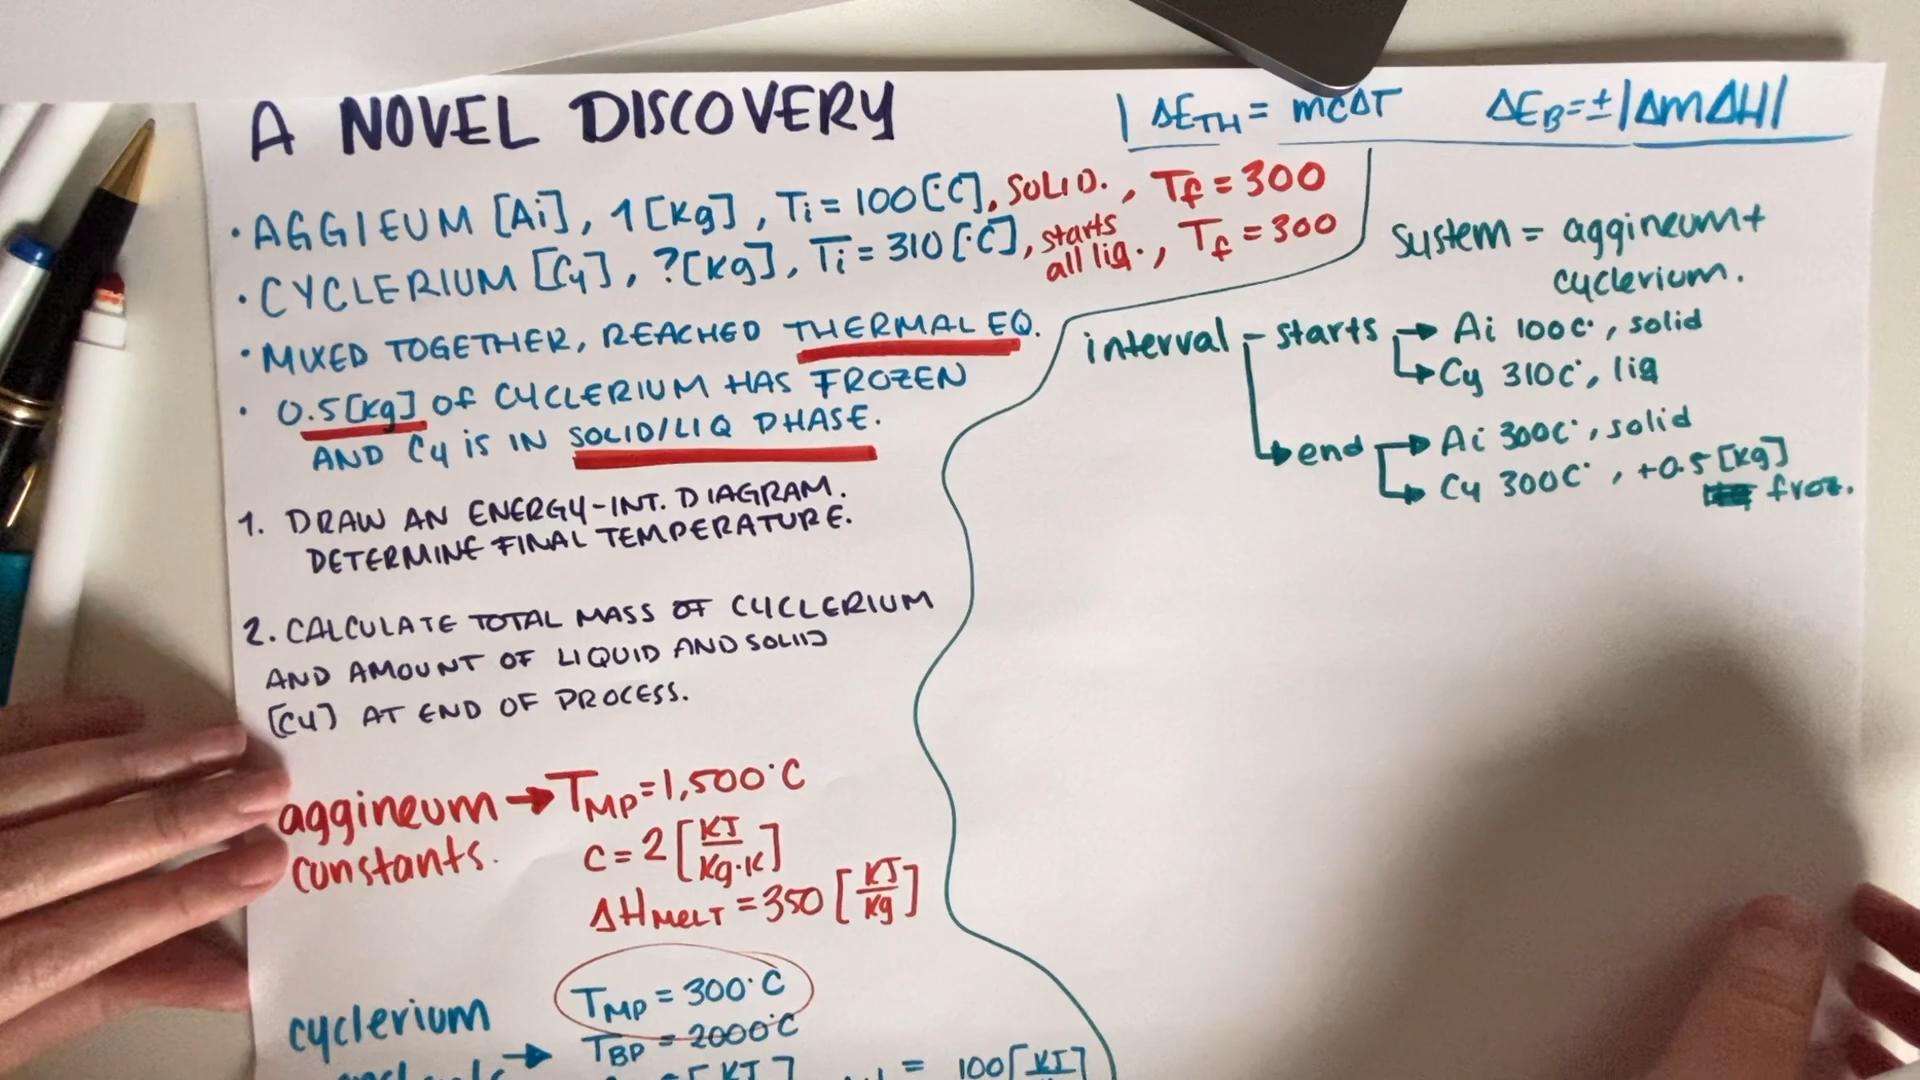 A NOVEL DISCOVERY
| ΔE_TH = mcΔT ΔE_B = ±|ΔmΔH|
• AGGIEUM [Ai], 1[Kg], Ti = 100[°C], SOLID. , Tf = 300
• CYCLERIUM [Cy], ?[Kg], Ti = 310[°C], starts all liq. , Tf = 300
• MIXED TOGETHER, REACHED THERMAL EQ.
• 0.5[Kg] OF CYCLERIUM HAS FROZEN
AND Cy is IN SOLID/LIQ PHASE.
1. DRAW AN ENERGY-INT. DIAGRAM.
DETERMINE FINAL TEMPERATURE.
2. CALCULATE TOTAL MASS OF CYCLERIUM
AND AMOUNT OF LIQUID AND SOLID
[Cy] AT END OF PROCESS.
aggineum → T_MP = 1,500°C
constants. C = 2 [KJ/Kg·K]
ΔH_MELT = 350 [KJ/Kg]
cyclerium T_MP = 300°C
→ T_BP = 2000°C
= 100[KJ
System = aggineum +
cyclerium.
interval - starts → Ai 100C°, solid
→ Cy 310C°, liq
→ end → Ai 300C°, solid
→ Cy 300C°, +0.5[Kg]
froz.